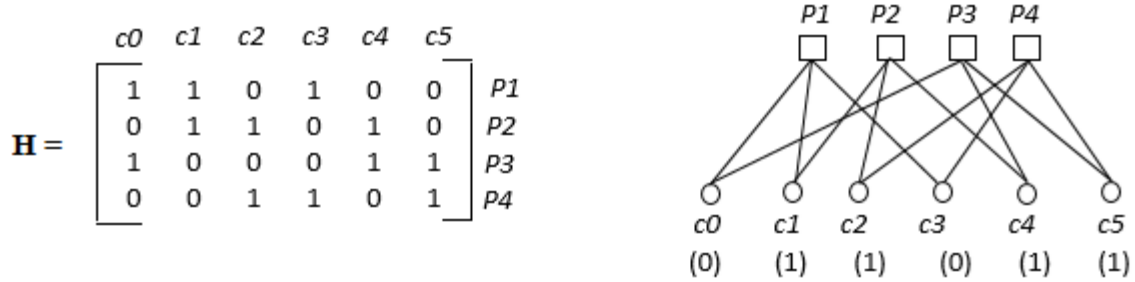 c0 c1 c2 c3 c4 c5
H =
1 1 0 1 0 0 P1
0 1 1 0 1 0 P2
1 0 0 0 1 1 P3
0 0 1 1 0 1 P4
P1 P2 P3 P4
c0 c1 c2 c3 c4 c5
(0) (1) (1) (0) (1) (1)